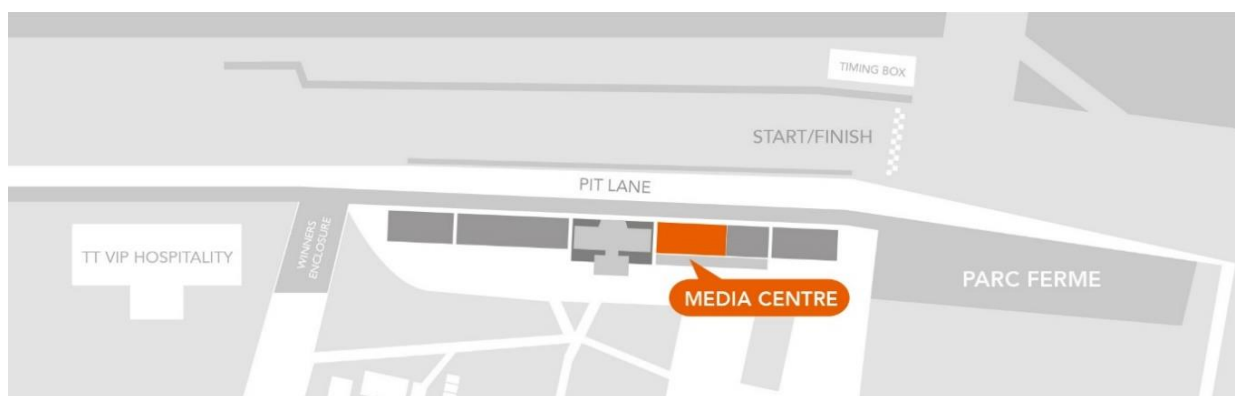 TIMING BOX
START/FINISH
PIT LANE
WINNERS
ENCLOSURE
TT VIP HOSPITALITY
PARC FERME
MEDIA CENTRE